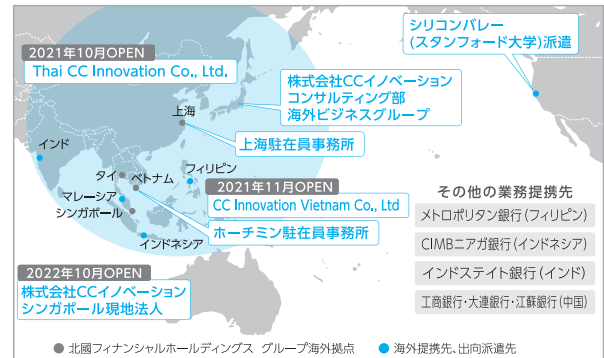 シリコンバレー
(スタンフォード大学)派遣
2021年10月OPEN
Thai CC Innovation Co., Ltd.
株式会社CCイノベーション
コンサルティング部
海外ビジネスグループ
上海
上海駐在員事務所
インド
タイ
ベトナム
フィリピン
マレーシア
シンガポール
インドネシア
2021年11月OPEN
CC Innovation Vietnam Co., Ltd
ホーチミン駐在員事務所
2022年10月OPEN
株式会社CCイノベーション
シンガポール現地法人
その他の業務提携先
メトロポリタン銀行(フィリピン)
CIMBニアガ銀行(インドネシア)
インドステイト銀行(インド)
工商銀行・大連銀行・江蘇銀行(中国)
● 北國フィナンシャルホールディングス グループ海外拠点 ● 海外提携先、出向派遣先